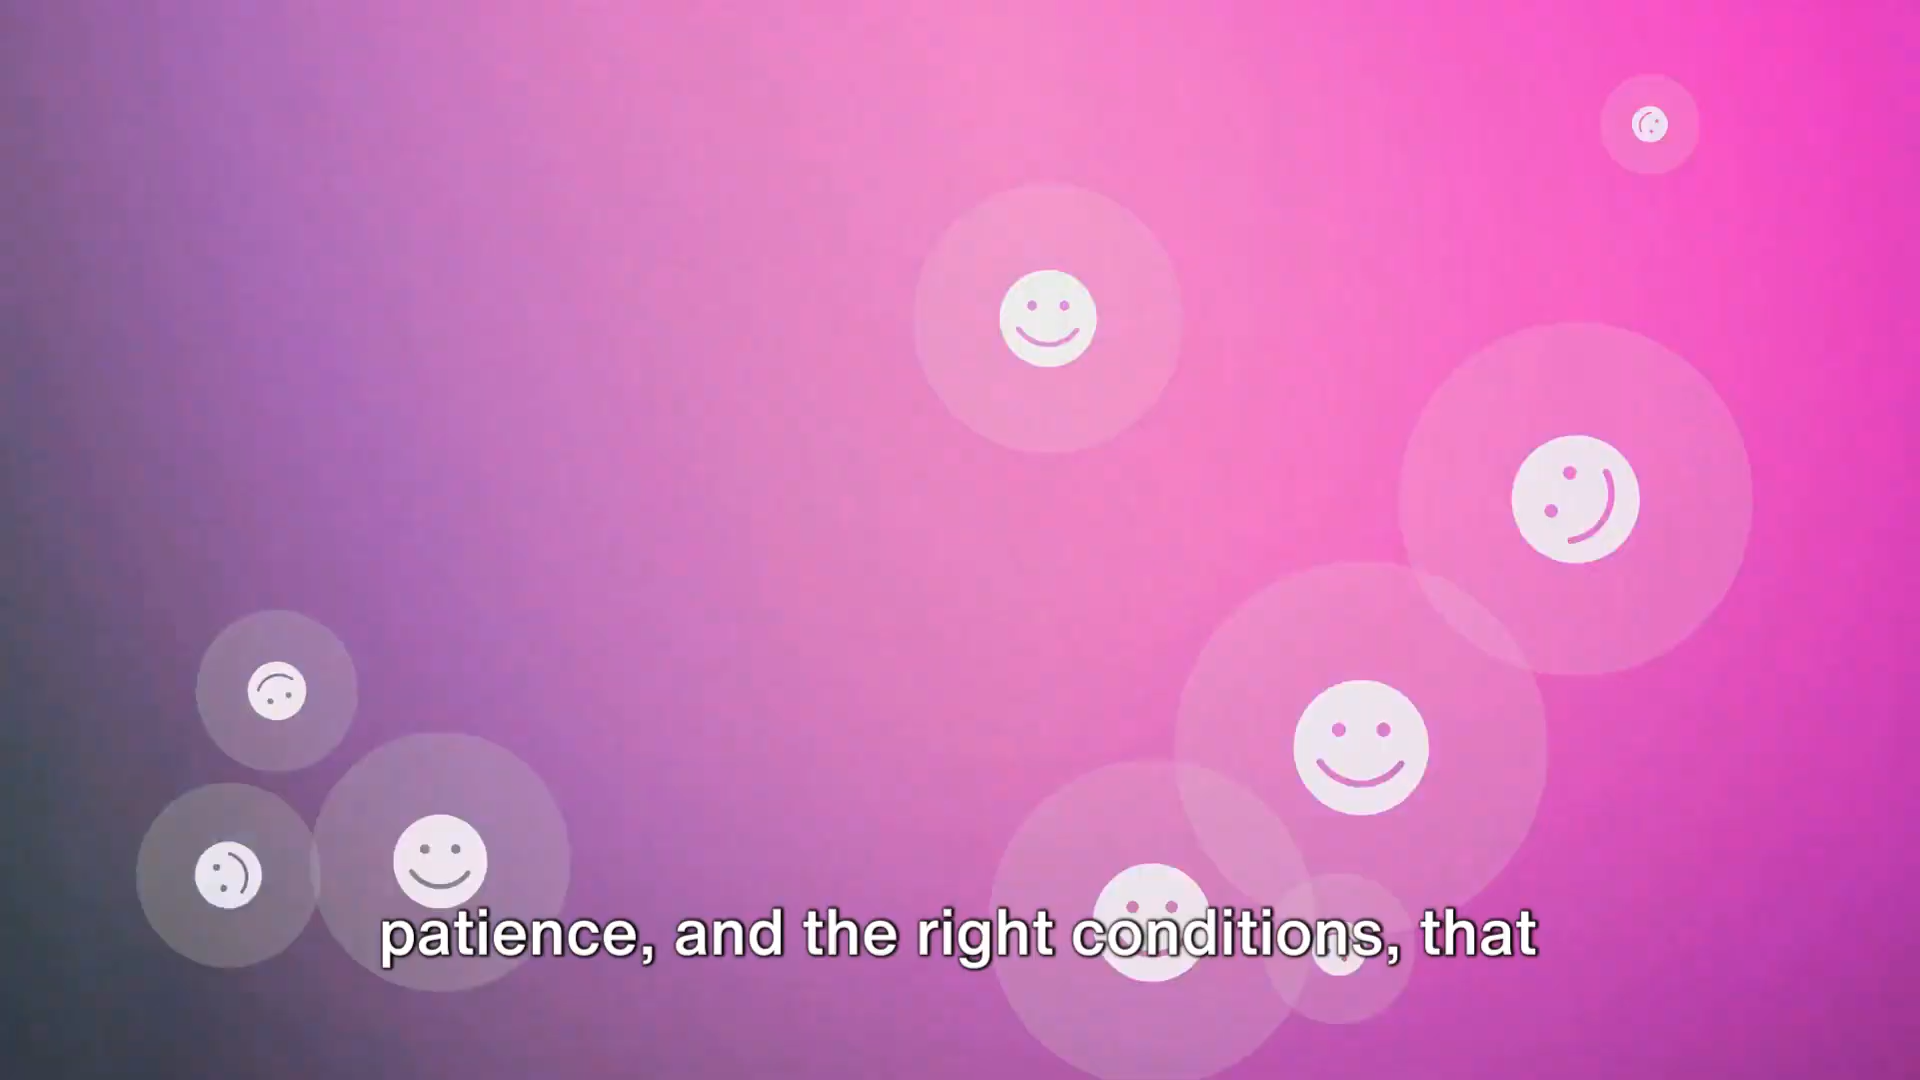 patience, and the right conditions, that